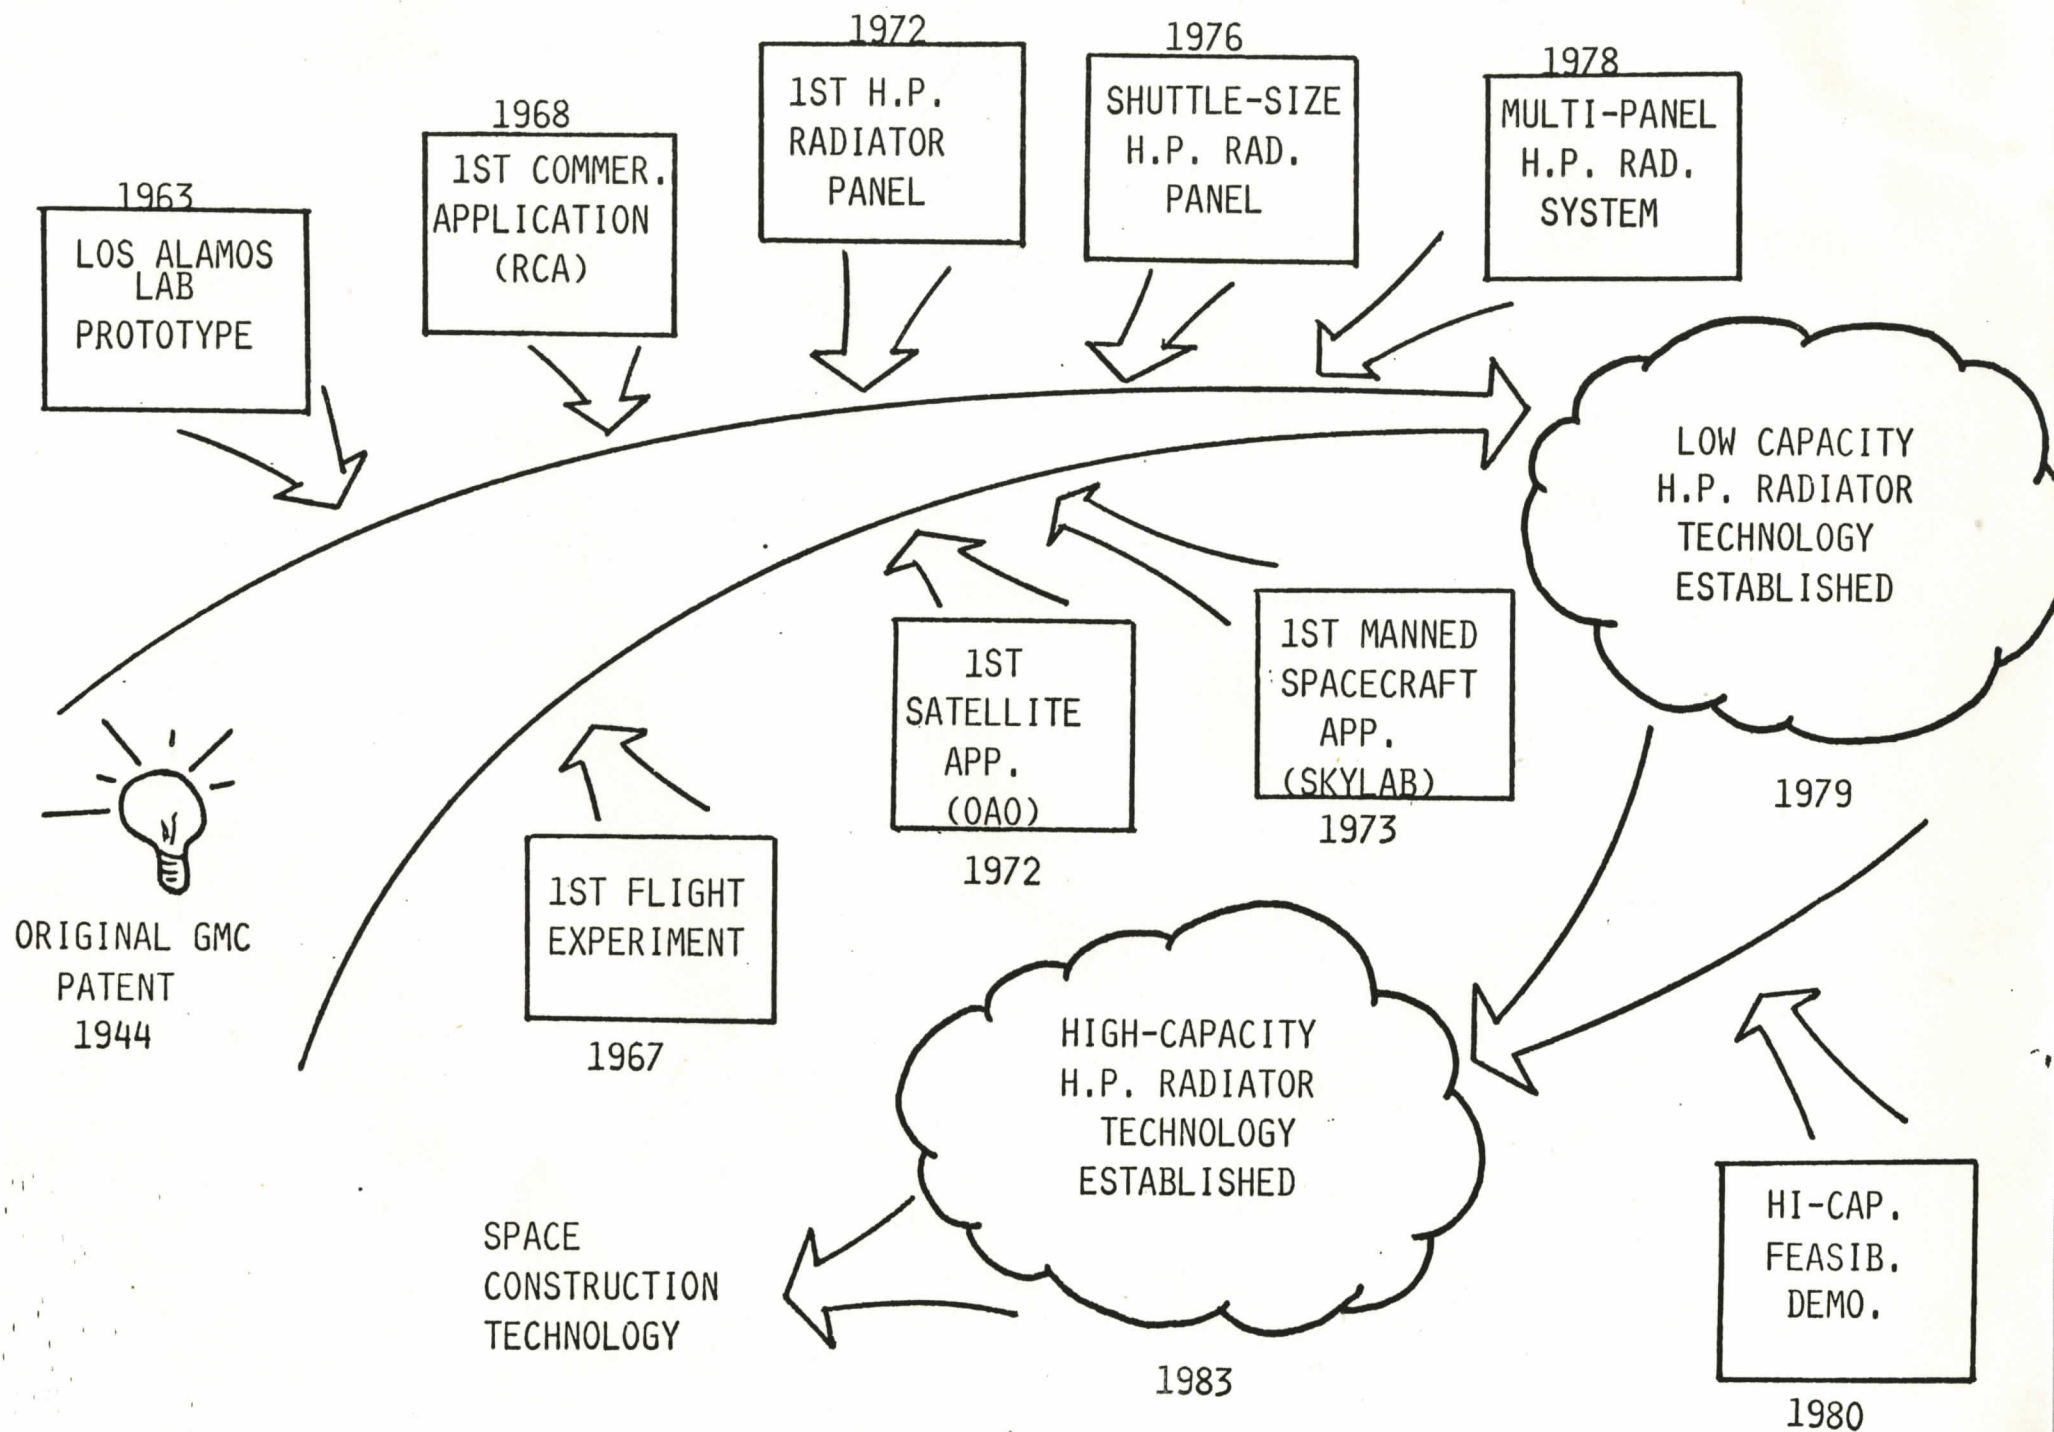 1963
LOS ALAMOS
LAB
PROTOTYPE
1968
1ST COMMER.
APPLICATION
(RCA)
1972
1ST H.P.
RADIATOR
PANEL
1976
SHUTTLE-SIZE
H.P. RAD.
PANEL
1978
MULTI-PANEL
H.P. RAD.
SYSTEM
LOW CAPACITY
H.P. RADIATOR
TECHNOLOGY
ESTABLISHED
1979
1ST MANNED
SPACECRAFT
APP.
(SKYLAB)
1973
1ST
SATELLITE
APP.
(OAO)
1972
1ST FLIGHT
EXPERIMENT
1967
ORIGINAL GMC
PATENT
1944
HIGH-CAPACITY
H.P. RADIATOR
TECHNOLOGY
ESTABLISHED
1983
HI-CAP.
FEASIB.
DEMO.
1980
SPACE
CONSTRUCTION
TECHNOLOGY